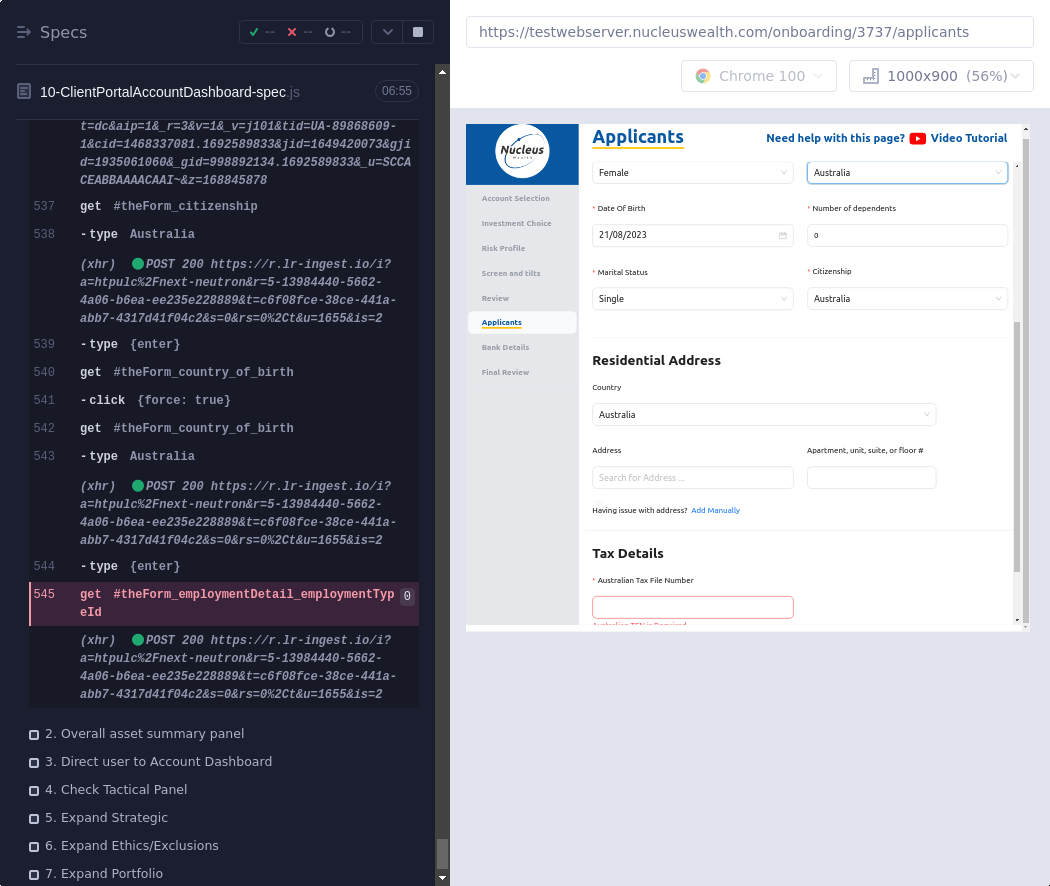 Specs
-- -- --
10-ClientPortalAccountDashboard-spec.js
06:55
t=dc&aip=1&_r=3&v=1&_v=j101&tid=UA-89868609-
1&cid=1468337081.1692589833&jid=1649420073&gji
d=1935061060&_gid=998892134.1692589833&_u=SCCA
CEABBAAAACAAI~&z=168845878
537 get #theForm_citizenship
538 -type Australia
(xhr) POST 200 https://r.lr-ingest.io/i?
a=htpulc%2Fnext-neutron&r=5-13984440-5662-
4a06-b6ea-ee235e228889&t=c6f08fce-38ce-441a-
abb7-4317d41f04c2&s=0&rs=0%2Ct&u=1655&is=2
539 -type {enter}
540 get #theForm_country_of_birth
541 -click {force: true}
542 get #theForm_country_of_birth
543 -type Australia
(xhr) POST 200 https://r.lr-ingest.io/i?
a=htpulc%2Fnext-neutron&r=5-13984440-5662-
4a06-b6ea-ee235e228889&t=c6f08fce-38ce-441a-
abb7-4317d41f04c2&s=0&rs=0%2Ct&u=1655&is=2
544 -type {enter}
545 get #theForm_employmentDetail_employmentTyp
eId 0
(xhr) POST 200 https://r.lr-ingest.io/i?
a=htpulc%2Fnext-neutron&r=5-13984440-5662-
4a06-b6ea-ee235e228889&t=c6f08fce-38ce-441a-
abb7-4317d41f04c2&s=0&rs=0%2Ct&u=1655&is=2
2. Overall asset summary panel
3. Direct user to Account Dashboard
4. Check Tactical Panel
5. Expand Strategic
6. Expand Ethics/Exclusions
7. Expand Portfolio
https://testwebserver.nucleuswealth.com/onboarding/3737/applicants
Chrome 100
1000x900 (56%)
Nucleus
Wealth
Account Selection
Investment Choice
Risk Profile
Screen and tilts
Review
Applicants
Bank Details
Final Review
Applicants
Need help with this page? Video Tutorial
Female
Australia
* Date Of Birth
* Number of dependents
21/08/2023
0
* Marital Status
* Citizenship
Single
Australia
Residential Address
Country
Australia
Address
Apartment, unit, suite, or floor #
Search for Address ...
Having issue with address? Add Manually
Tax Details
* Australian Tax File Number
Australian TFN is Required